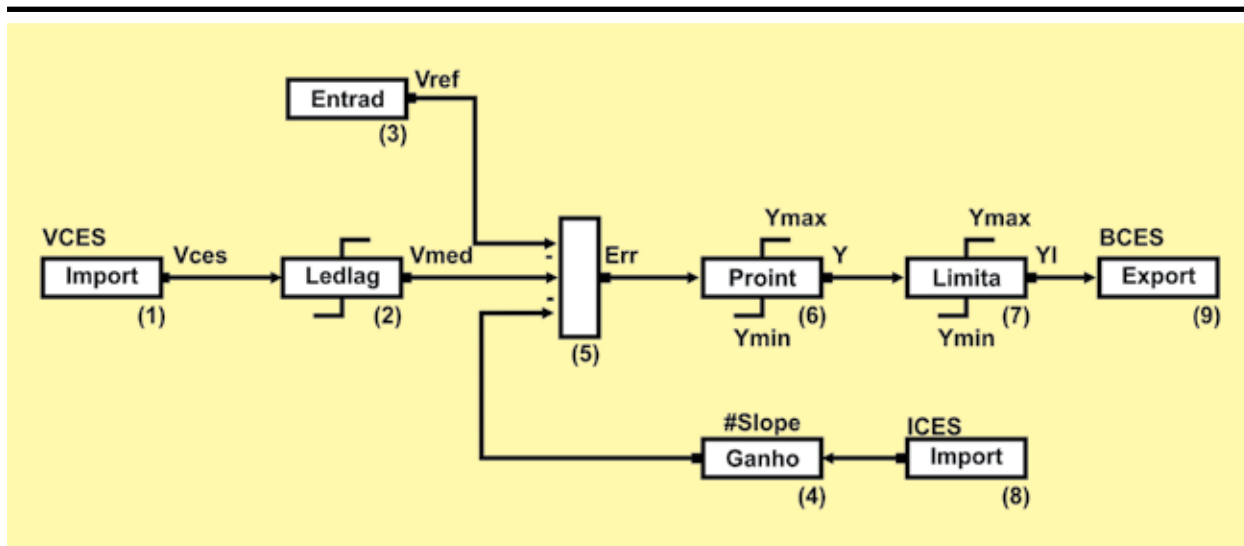 Vref
Entrad
(3)
VCES
Vces
Import
(1)
Ledlag
(2)
Vmed
-
-
(5)
Err
Ymax
Proint
(6)
Ymin
Y
Ymax
Limita
(7)
Ymin
YI
BCES
Export
(9)
#Slope
Ganho
(4)
ICES
Import
(8)